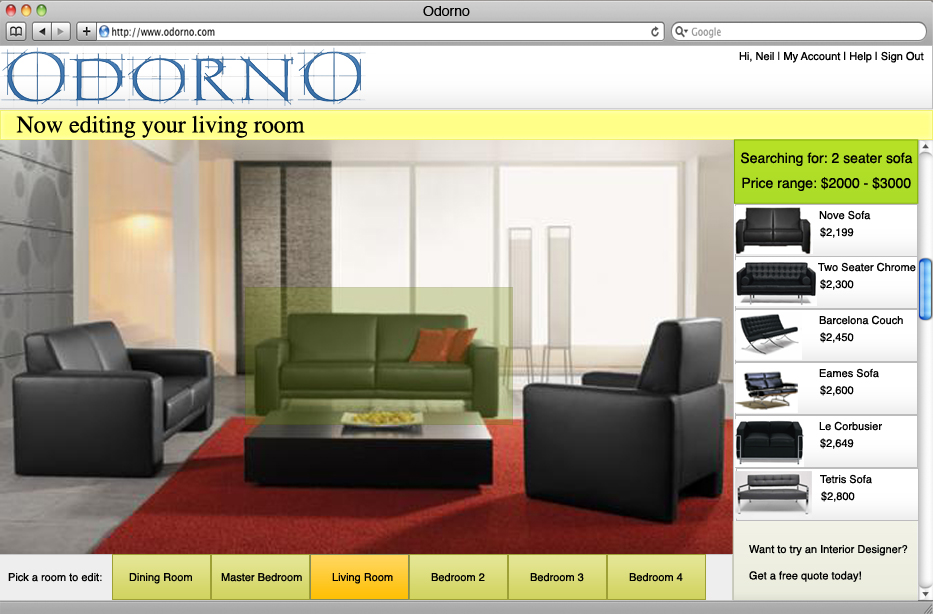 Odorno
http://www.odorno.com
Google
ODORNO
Hi, Neil | My Account | Help | Sign Out
Now editing your living room
Searching for: 2 seater sofa
Price range: $2000 - $3000
Nove Sofa
$2,199
Two Seater Chrome
$2,300
Barcelona Couch
$2,450
Eames Sofa
$2,600
Le Corbusier
$2,649
Tetris Sofa
$2,800
Want to try an Interior Designer?
Get a free quote today!
Pick a room to edit:
Dining Room
Master Bedroom
Living Room
Bedroom 2
Bedroom 3
Bedroom 4